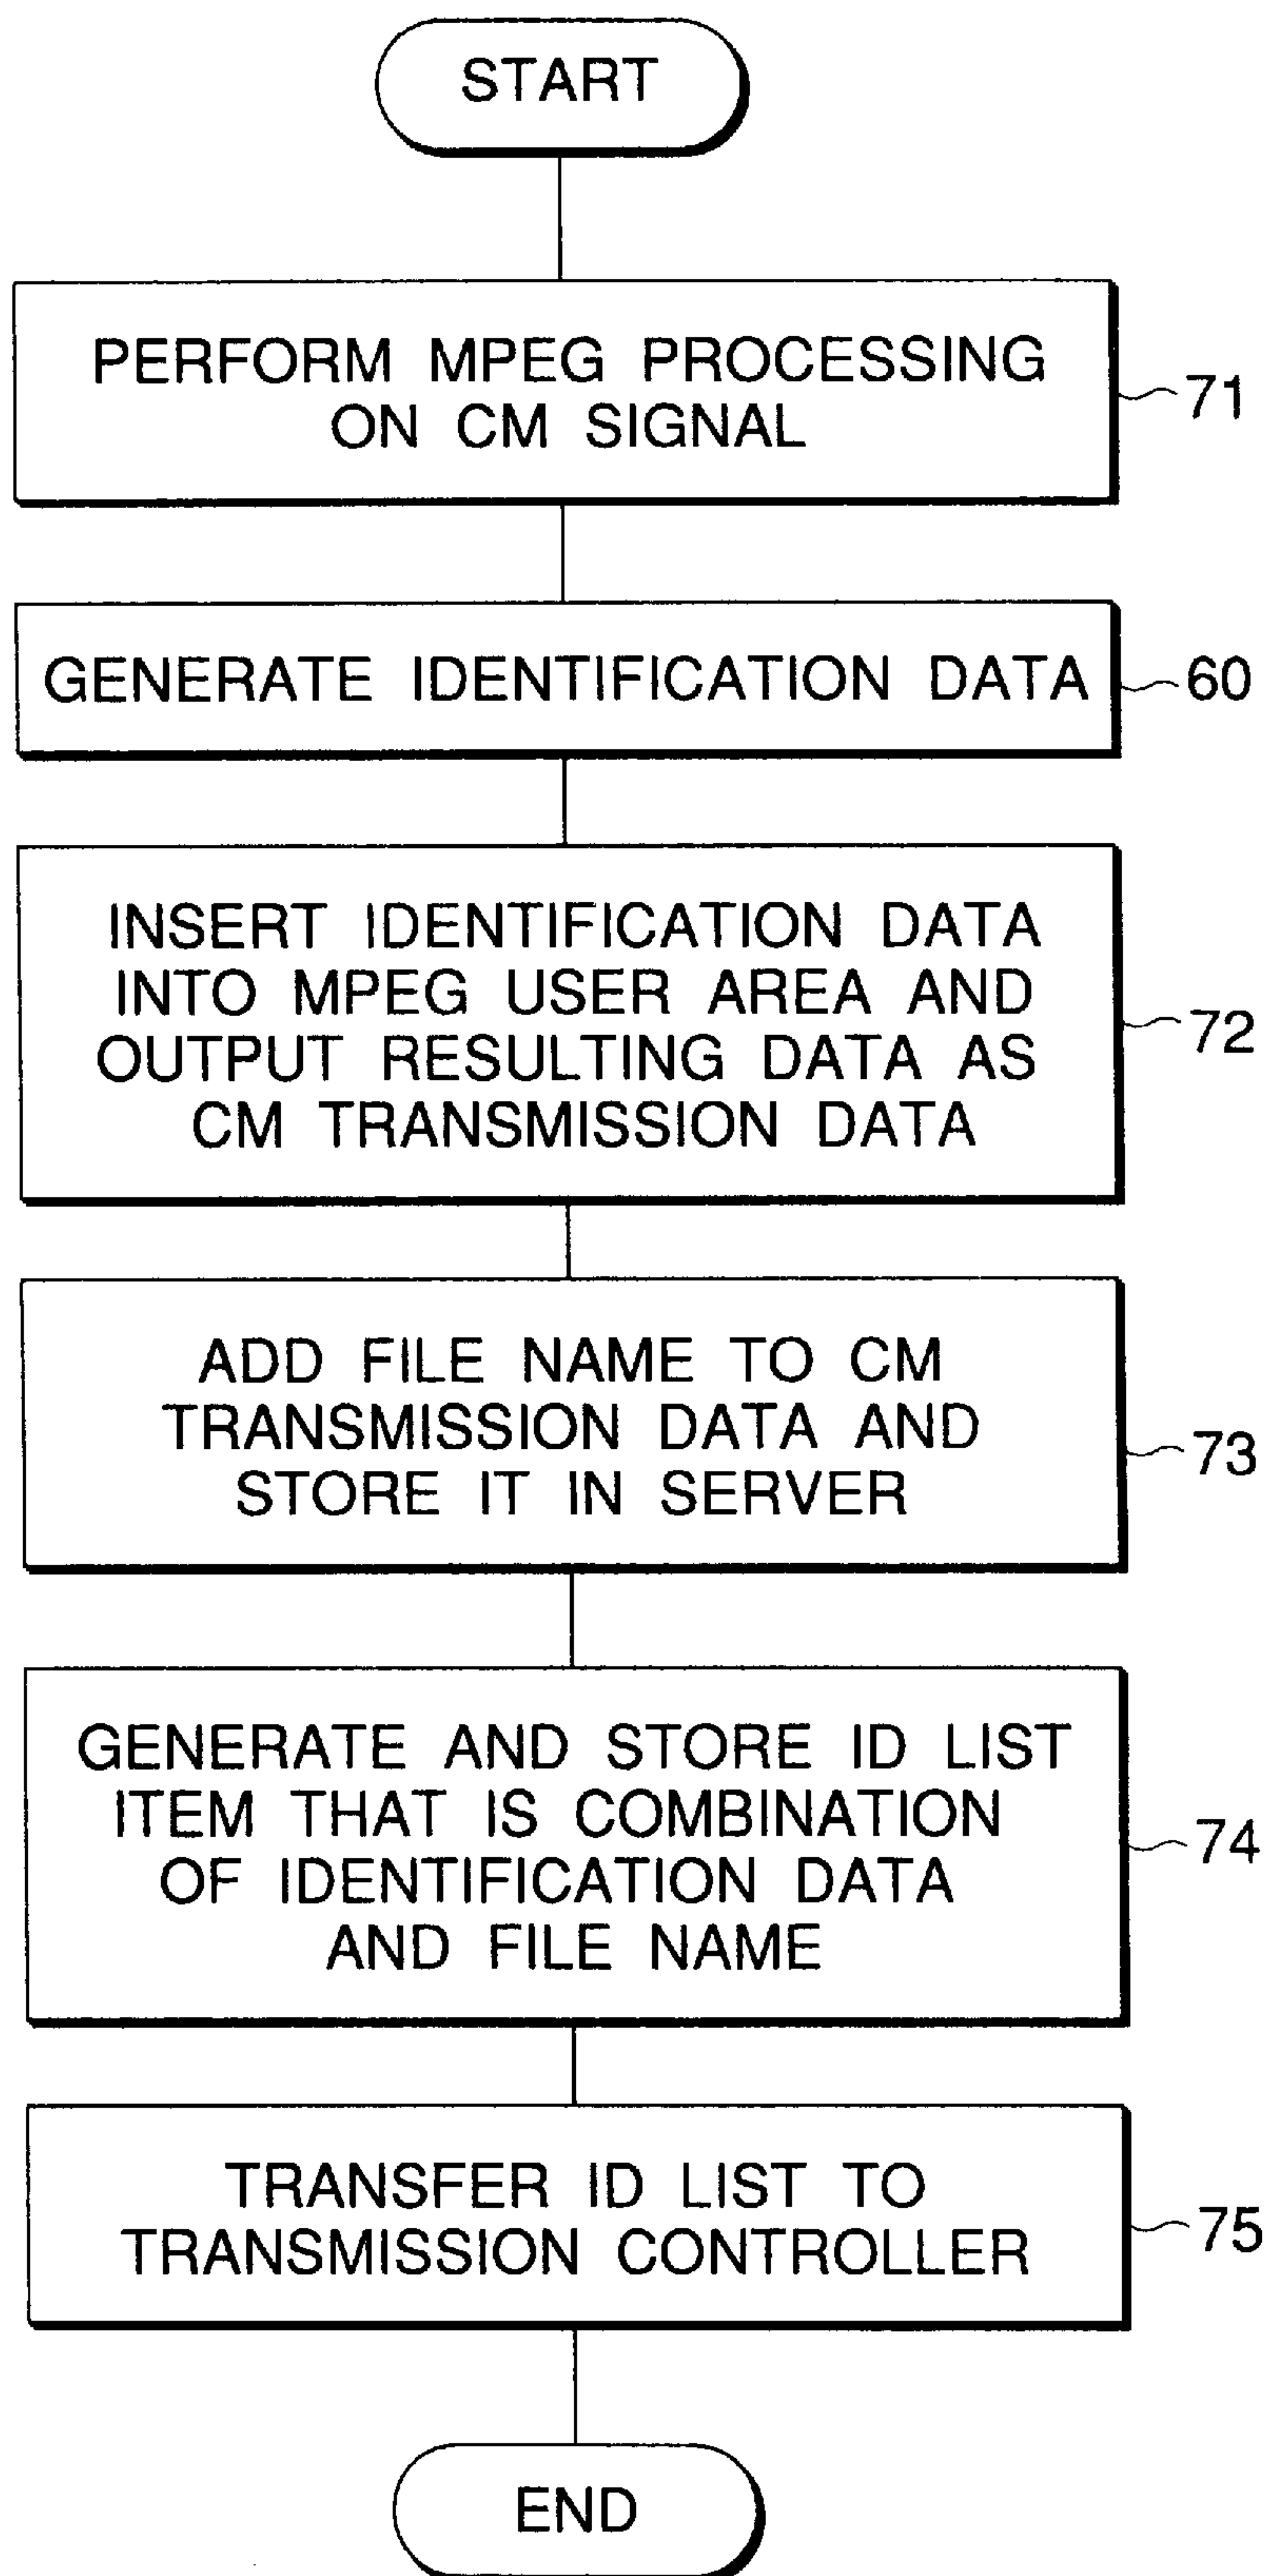 START
PERFORM MPEG PROCESSING
ON CM SIGNAL
71
GENERATE IDENTIFICATION DATA
60
INSERT IDENTIFICATION DATA
INTO MPEG USER AREA AND
OUTPUT RESULTING DATA AS
CM TRANSMISSION DATA
72
ADD FILE NAME TO CM
TRANSMISSION DATA AND
STORE IT IN SERVER
73
GENERATE AND STORE ID LIST
ITEM THAT IS COMBINATION
OF IDENTIFICATION DATA
AND FILE NAME
74
TRANSFER ID LIST TO
TRANSMISSION CONTROLLER
75
END